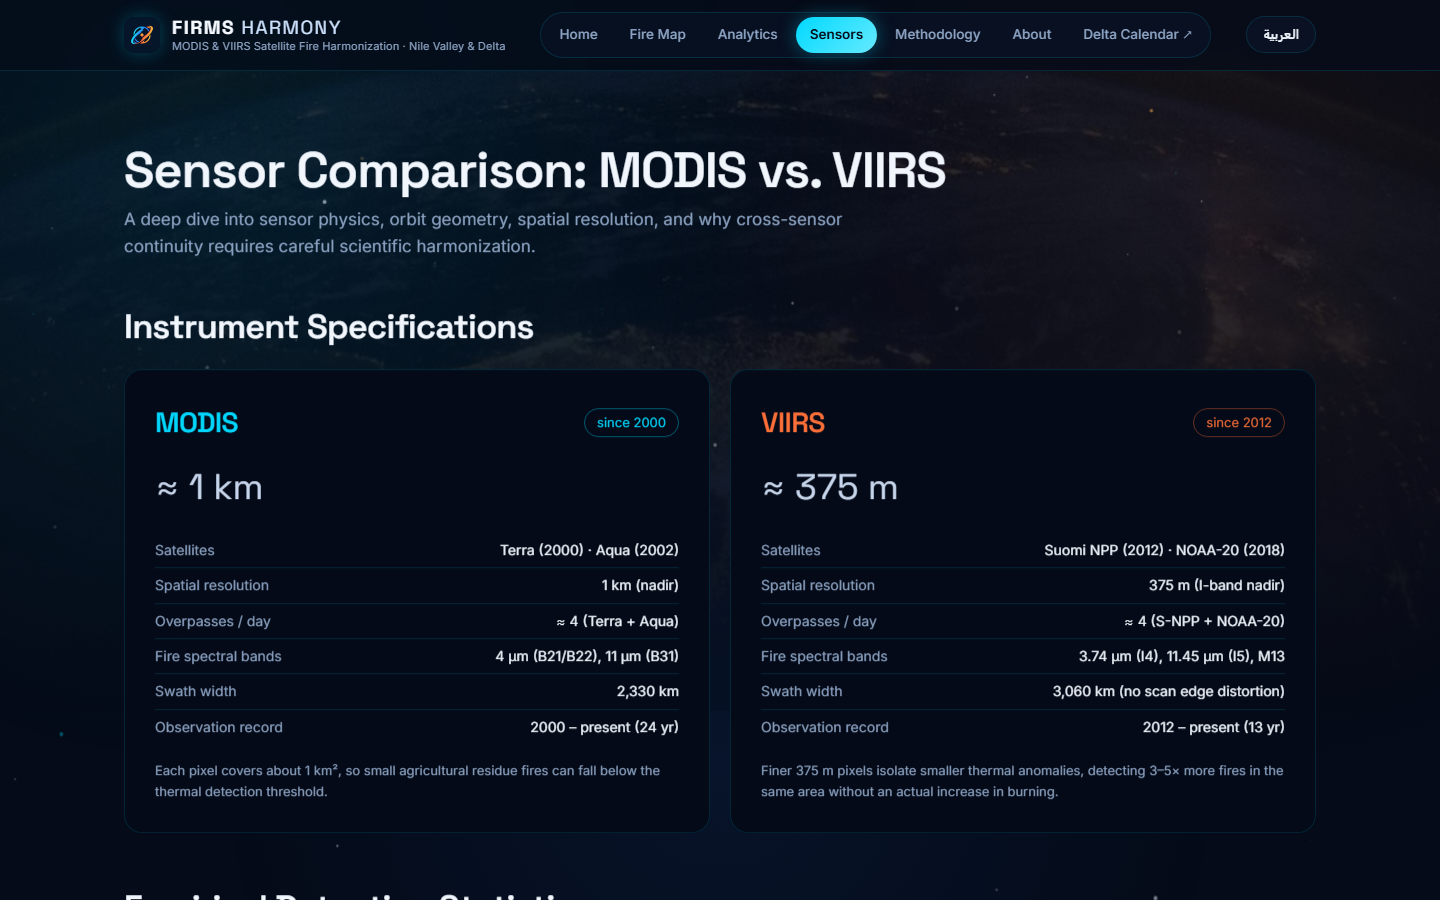 FIRMS HARMONY
MODIS & VIIRS Satellite Fire Harmonization · Nile Valley & Delta
Home
Fire Map
Analytics
Sensors
Methodology
About
Delta Calendar ↗
العربية
Sensor Comparison: MODIS vs. VIIRS
A deep dive into sensor physics, orbit geometry, spatial resolution, and why cross-sensor
continuity requires careful scientific harmonization.
Instrument Specifications
MODIS
since 2000
≈ 1 km
Satellites Terra (2000) · Aqua (2002)
Spatial resolution 1 km (nadir)
Overpasses / day ≈ 4 (Terra + Aqua)
Fire spectral bands 4 µm (B21/B22), 11 µm (B31)
Swath width 2,330 km
Observation record 2000 – present (24 yr)
Each pixel covers about 1 km², so small agricultural residue fires can fall below the
thermal detection threshold.
VIIRS
since 2012
≈ 375 m
Satellites Suomi NPP (2012) · NOAA-20 (2018)
Spatial resolution 375 m (I-band nadir)
Overpasses / day ≈ 4 (S-NPP + NOAA-20)
Fire spectral bands 3.74 µm (I4), 11.45 µm (I5), M13
Swath width 3,060 km (no scan edge distortion)
Observation record 2012 – present (13 yr)
Finer 375 m pixels isolate smaller thermal anomalies, detecting 3–5× more fires in the
same area without an actual increase in burning.